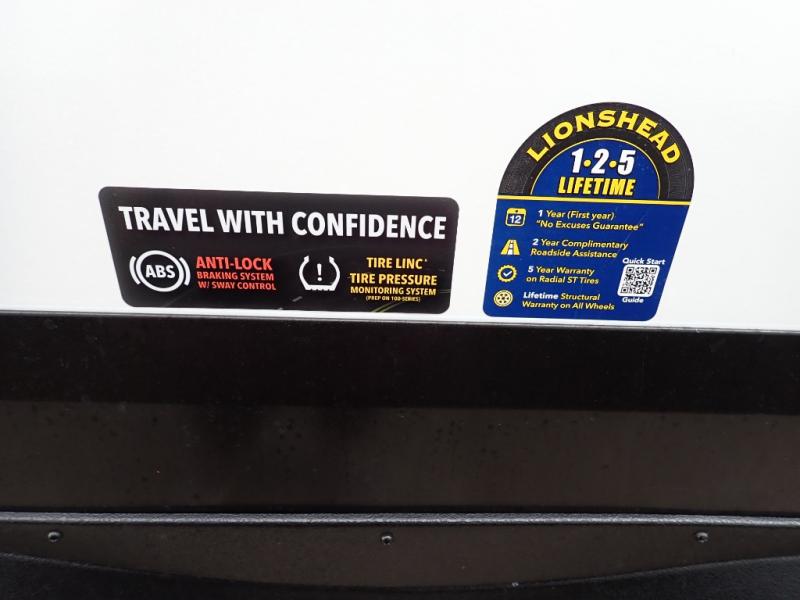 TRAVEL WITH CONFIDENCE
ABS
ANTI-LOCK
BRAKING SYSTEM
W/ SWAY CONTROL
!
TIRE LINC®
TIRE PRESSURE
MONITORING SYSTEM
(PREP ON 100-SERIES)
LIONSHEAD
1·2·5
LIFETIME
12
1 Year (First year)
"No Excuses Guarantee"
2 Year Complimentary
Roadside Assistance
5 Year Warranty
on Radial ST Tires
Lifetime Structural
Warranty on All Wheels
Quick Start
Guide